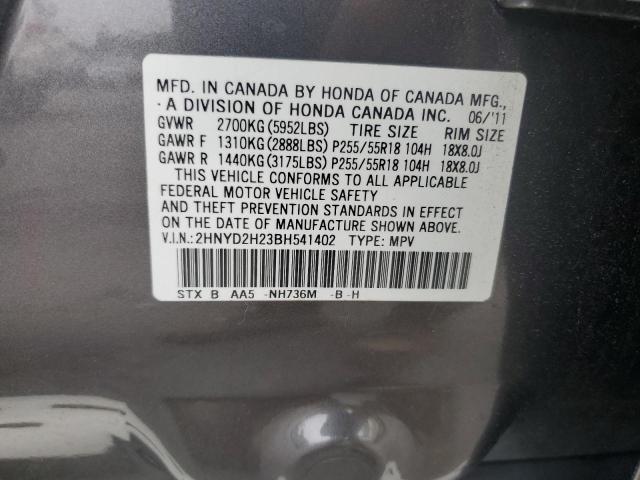 MFD. IN CANADA BY HONDA OF CANADA MFG.,
A DIVISION OF HONDA CANADA INC. 06/'11
GVWR 2700KG(5952LBS) TIRE SIZE RIM SIZE
GAWR F 1310KG(2888LBS) P255/55R18 104H 18X8.0J
GAWR R 1440KG(3175LBS) P255/55R18 104H 18X8.0J
THIS VEHICLE CONFORMS TO ALL APPLICABLE
FEDERAL MOTOR VEHICLE SAFETY
AND THEFT PREVENTION STANDARDS IN EFFECT
ON THE DATE OF MANUFACTURE SHOWN ABOVE.
V.I.N.:2HNYD2H23BH541402 TYPE: MPV
STX B AA5 -NH736M -B-H